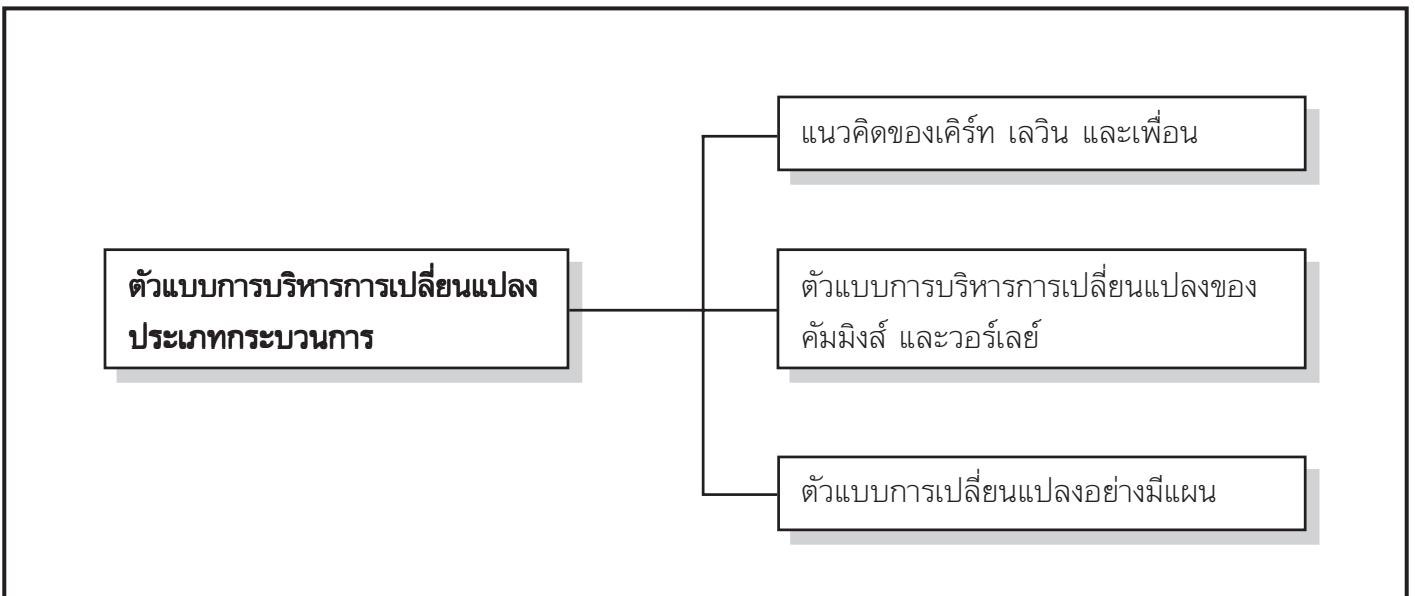 แนวคิดของเคิร์ท เลวิน และเพื่อน
ตัวแบบการบริหารการเปลี่ยนแปลง
ประเภทกระบวนการ
ตัวแบบการบริหารการเปลี่ยนแปลงของ
คัมมิงส์ และวอร์เลย์
ตัวแบบการเปลี่ยนแปลงอย่างมีแผน